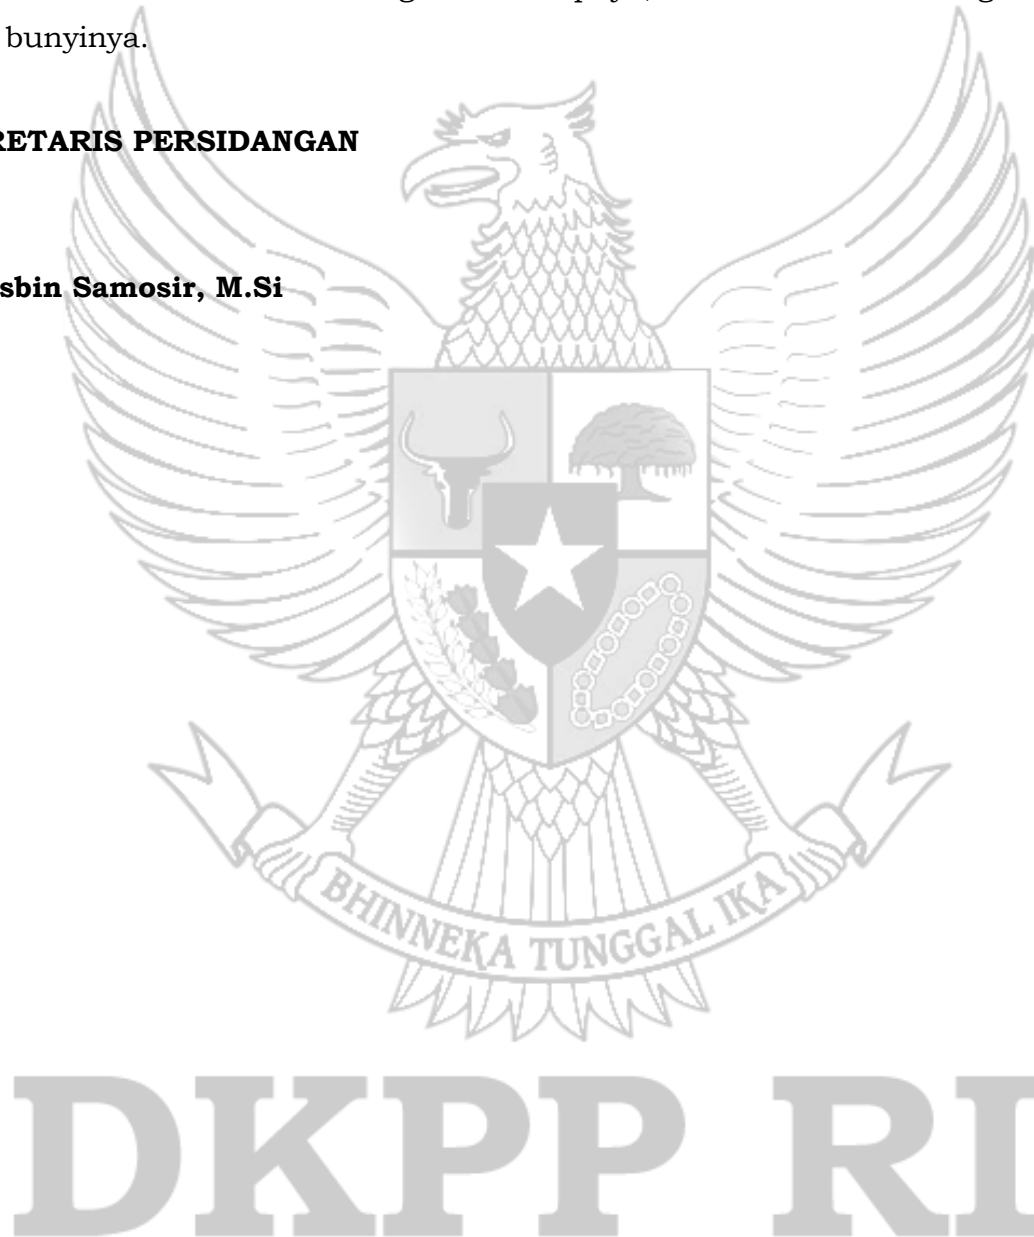 bunyinya.
RETARIS PERSIDANGAN
sbin Samosir, M.Si
BHINNEKA TUNGGAL IKA
DKPP RI